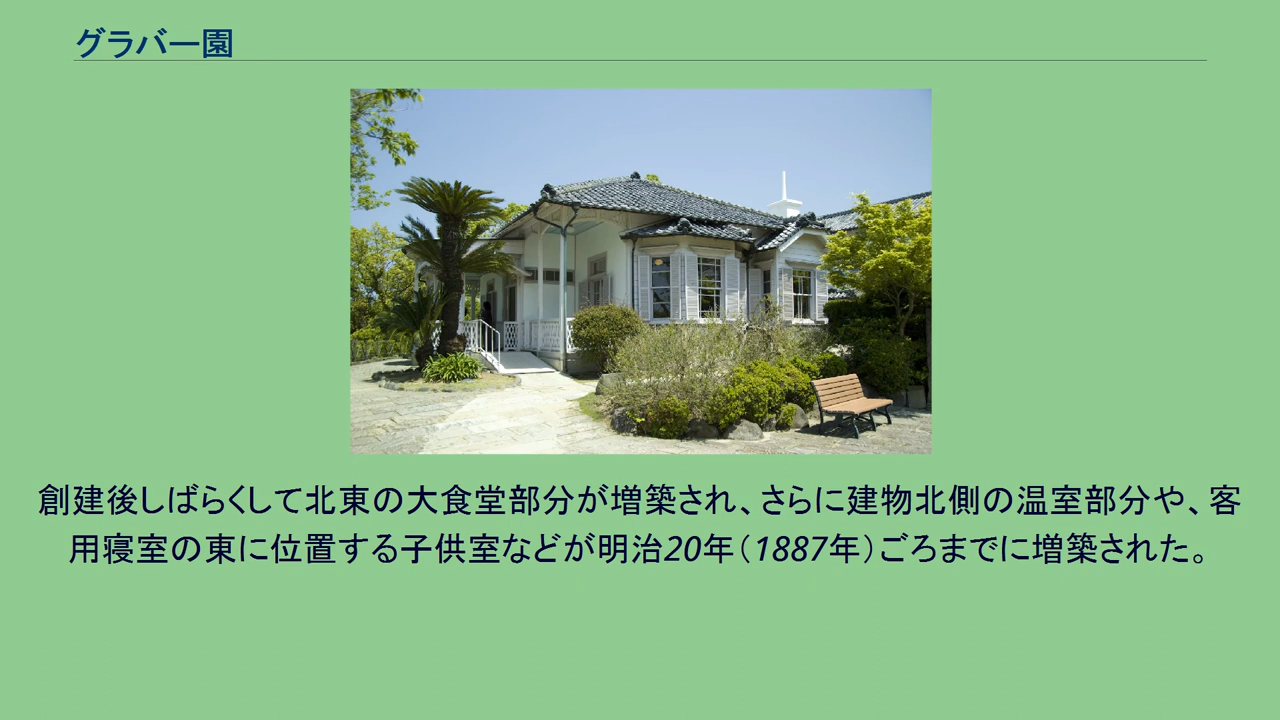 グラバー園
創建後しばらくして北東の大食堂部分が増築され、さらに建物北側の温室部分や、客
用寝室の東に位置する子供室などが明治20年（1887年）ごろまでに増築された。